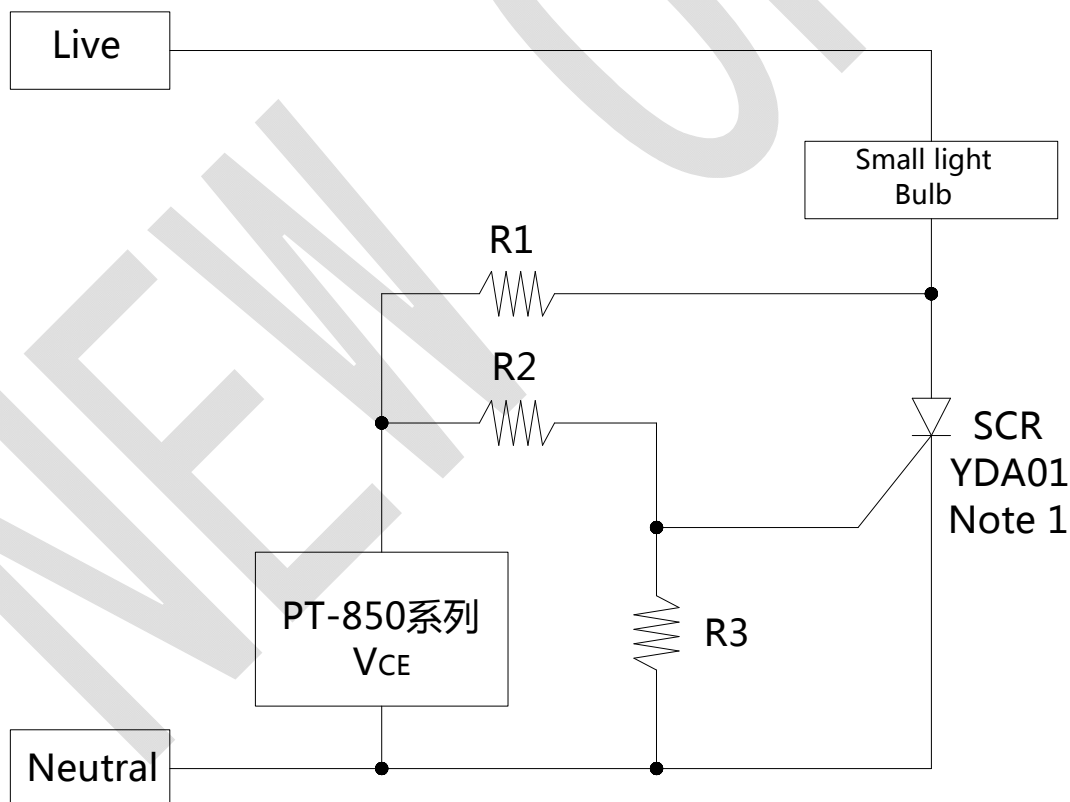 Live
Small light
Bulb
R1
R2
SCR
YDA01
Note 1
PT-850系列
VCE
R3
Neutral